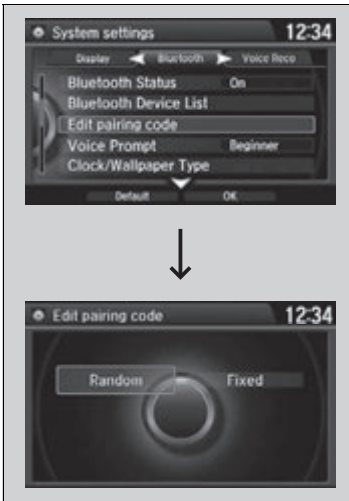 System settings 12:34
Display Bluetooth Voice Reco
Bluetooth Status On
Bluetooth Device List
Edit pairing code
Voice Prompt Beginner
Clock/Wallpaper Type
Default OK
Edit pairing code 12:34
Random Fixed